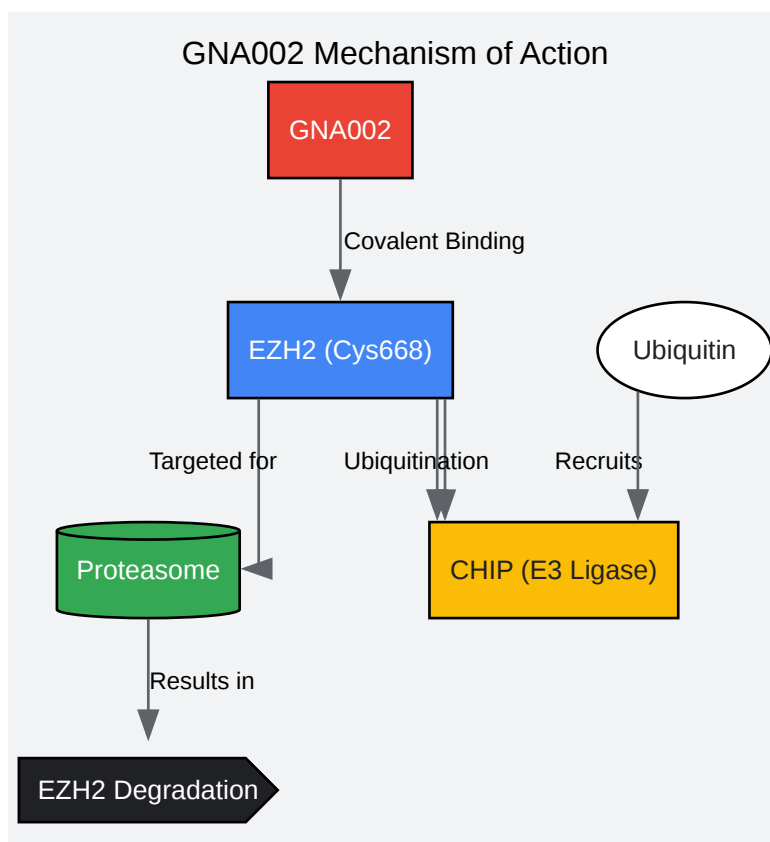 GNA002 Mechanism of Action
GNA002
Covalent Binding
EZH2 (Cys668)
Ubiquitin
Targeted for
Ubiquitination
Recruits
Proteasome
CHIP (E3 Ligase)
Results in
EZH2 Degradation